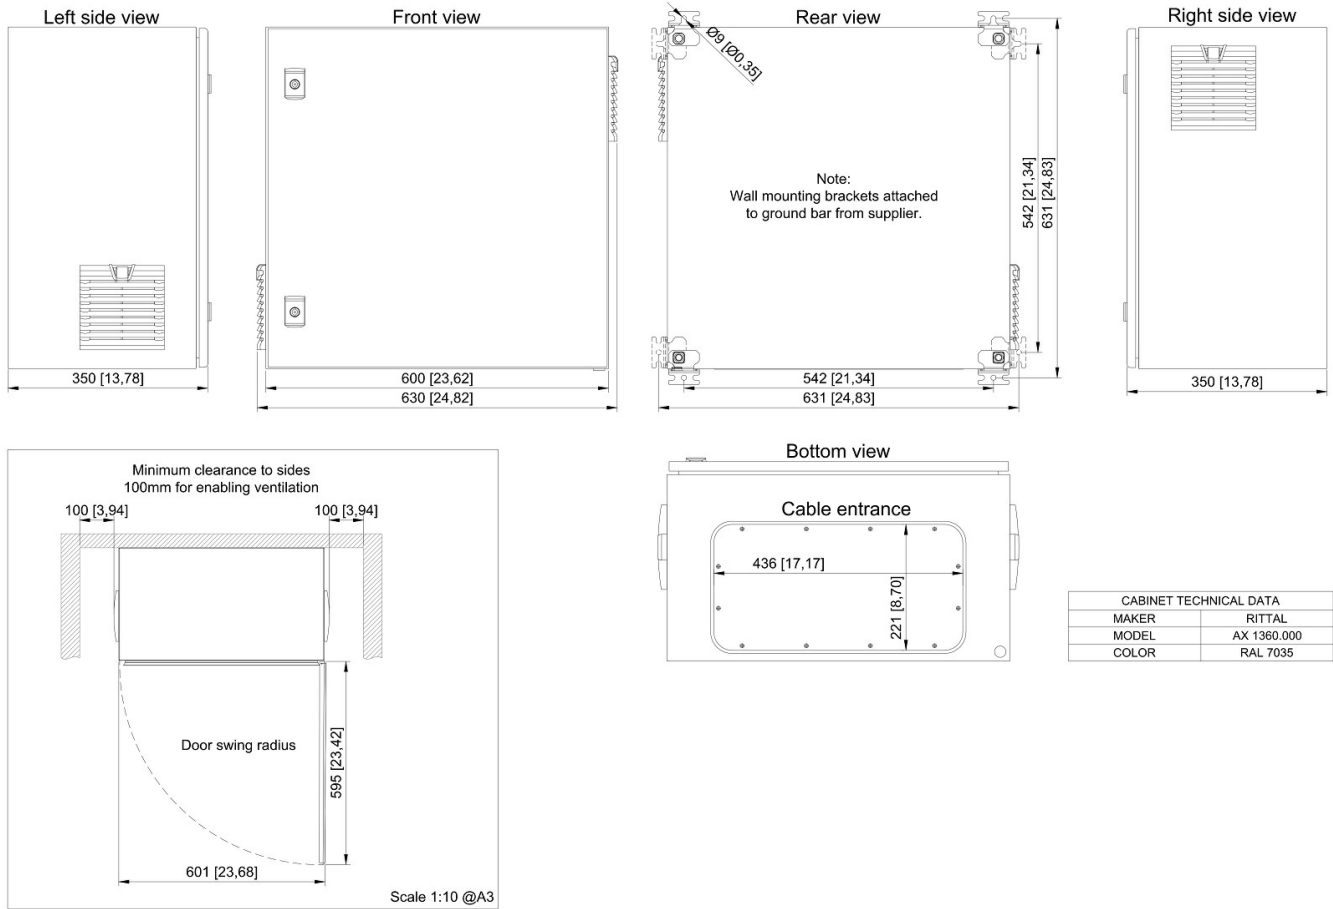 Left side view
Front view
Rear view
Right side view
Ø9 [Ø0,35]
Note:
Wall mounting brackets attached
to ground bar from supplier.
542 [21,34]
631 [24,83]
350 [13,78]
600 [23,62]
630 [24,82]
542 [21,34]
631 [24,83]
350 [13,78]
Minimum clearance to sides
100mm for enabling ventilation
100 [3,94]
100 [3,94]
Door swing radius
595 [23,42]
601 [23,68]
Scale 1:10 @A3
Bottom view
Cable entrance
436 [17,17]
221 [8,70]
CABINET TECHNICAL DATA
MAKER RITTAL
MODEL AX 1360.000
COLOR RAL 7035